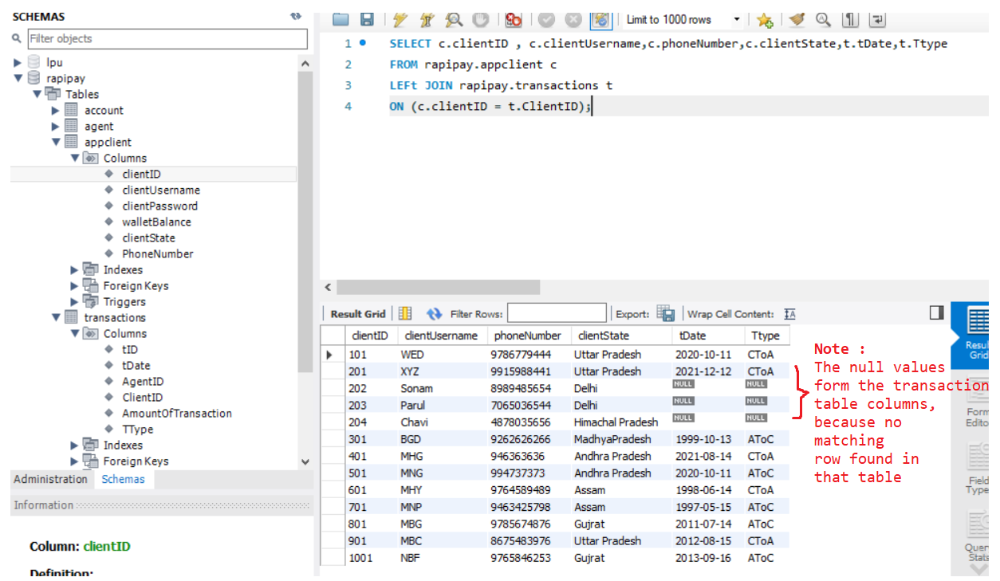 SCHEMAS
Filter objects
lpu
rapipay
Tables
account
agent
appclient
Columns
clientID
clientUsername
clientPassword
walletBalance
clientState
PhoneNumber
Indexes
Foreign Keys
Triggers
transactions
Columns
tID
tDate
AgentID
ClientID
AmountOfTransaction
TType
Indexes
Foreign Keys
Administration Schemas
Information
Column: clientID
Definition:
Limit to 1000 rows
1 SELECT c.clientID , c.clientUsername,c.phoneNumber,c.clientState,t.tDate,t.Ttype
2 FROM rapipay.appclient c
3 LEFt JOIN rapipay.transactions t
4 ON (c.clientID = t.ClientID);
Result Grid Filter Rows: Export: Wrap Cell Content:
clientID clientUsername phoneNumber clientState tDate Ttype
101 WED 9786779444 Uttar Pradesh 2020-10-11 CToA
201 XYZ 9915988441 Uttar Pradesh 2021-12-12 CToA
202 Sonam 8989485654 Delhi NULL NULL
203 Parul 7065036544 Delhi NULL NULL
204 Chavi 4878035656 Himachal Pradesh NULL NULL
301 BGD 9262626266 MadhyaPradesh 1999-10-13 AToC
401 MHG 946363636 Andhra Pradesh 2021-08-14 CToA
501 MNG 994737373 Andhra Pradesh 2020-10-11 AToC
601 MHY 9764589489 Assam 1998-06-14 CToA
701 MNP 9463425798 Assam 1997-05-15 AToC
801 MBG 9785674876 Gujrat 2011-07-14 AToC
901 MBC 8675483976 Uttar Pradesh 2012-08-15 CToA
1001 NBF 9765846253 Gujrat 2013-09-16 AToC
Note :
The null values
form the transaction
table columns,
because no
matching
row found in
that table
Result
Grid
Form
Editor
Field
Types
Query
Stats